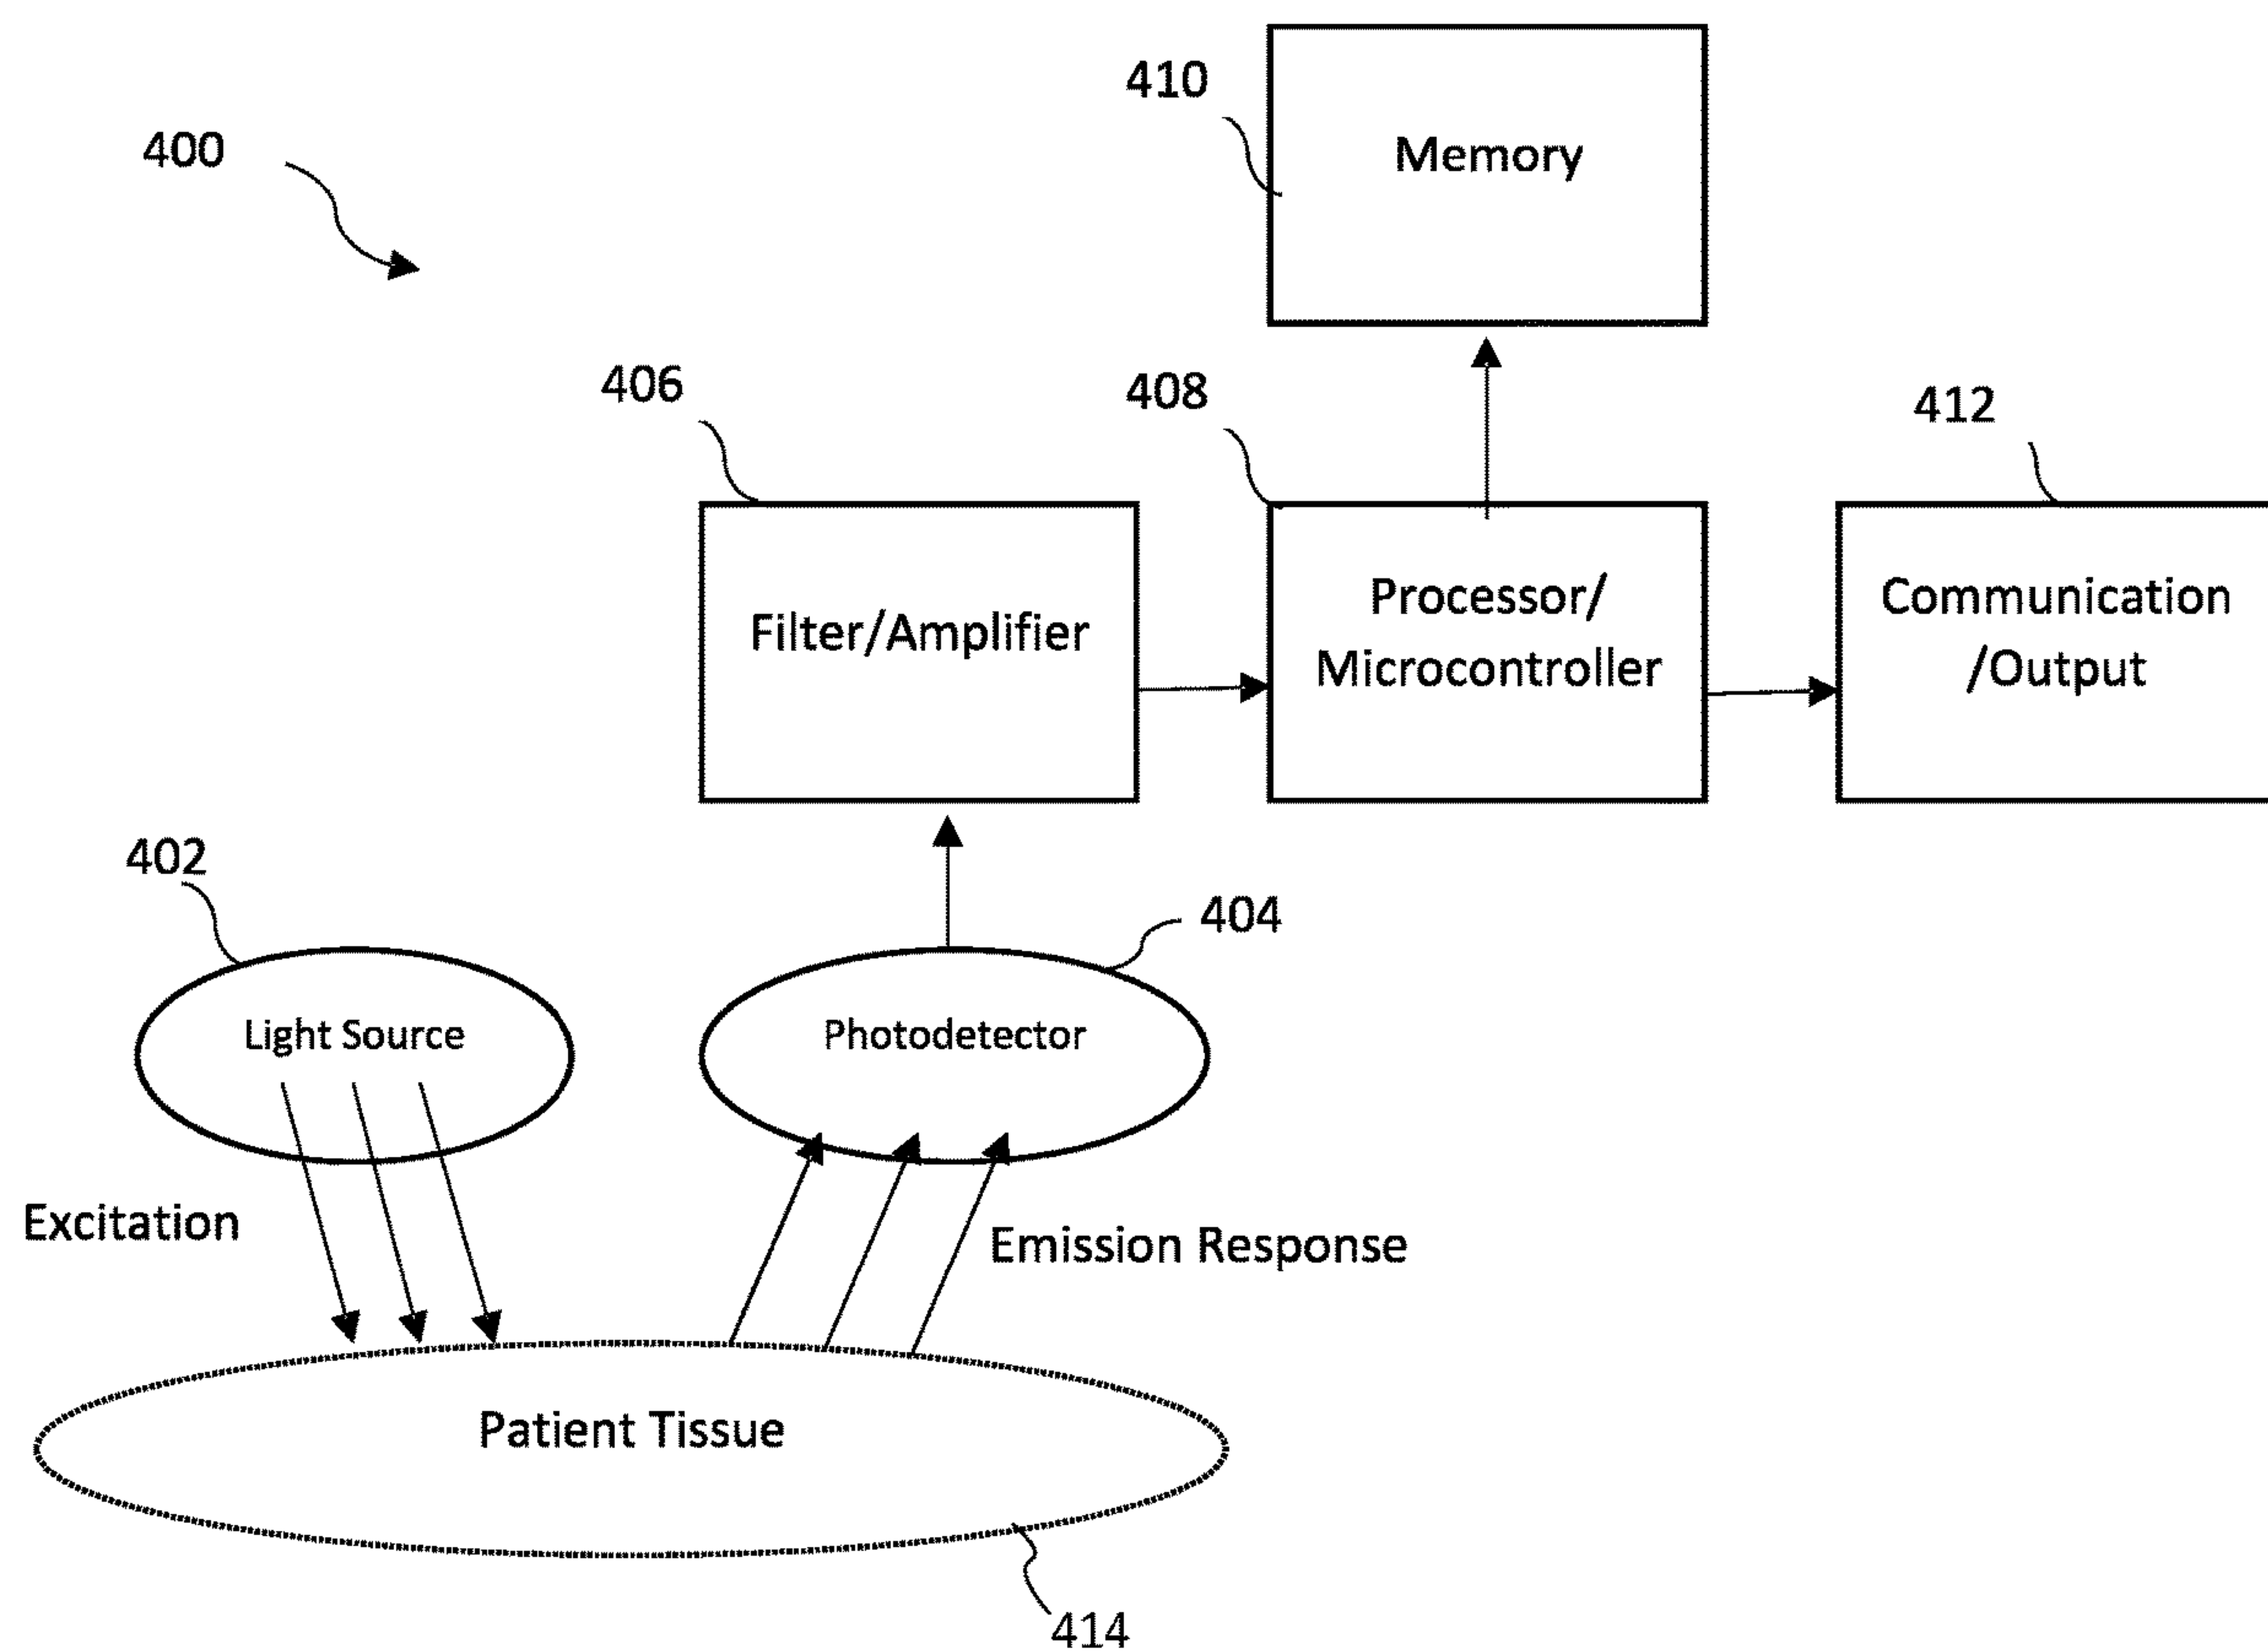 410
Memory
400
406
408
412
Filter/Amplifier
Processor/
Microcontroller
Communication
/Output
402
404
Light Source
Photodetector
Excitation
Emission Response
Patient Tissue
414